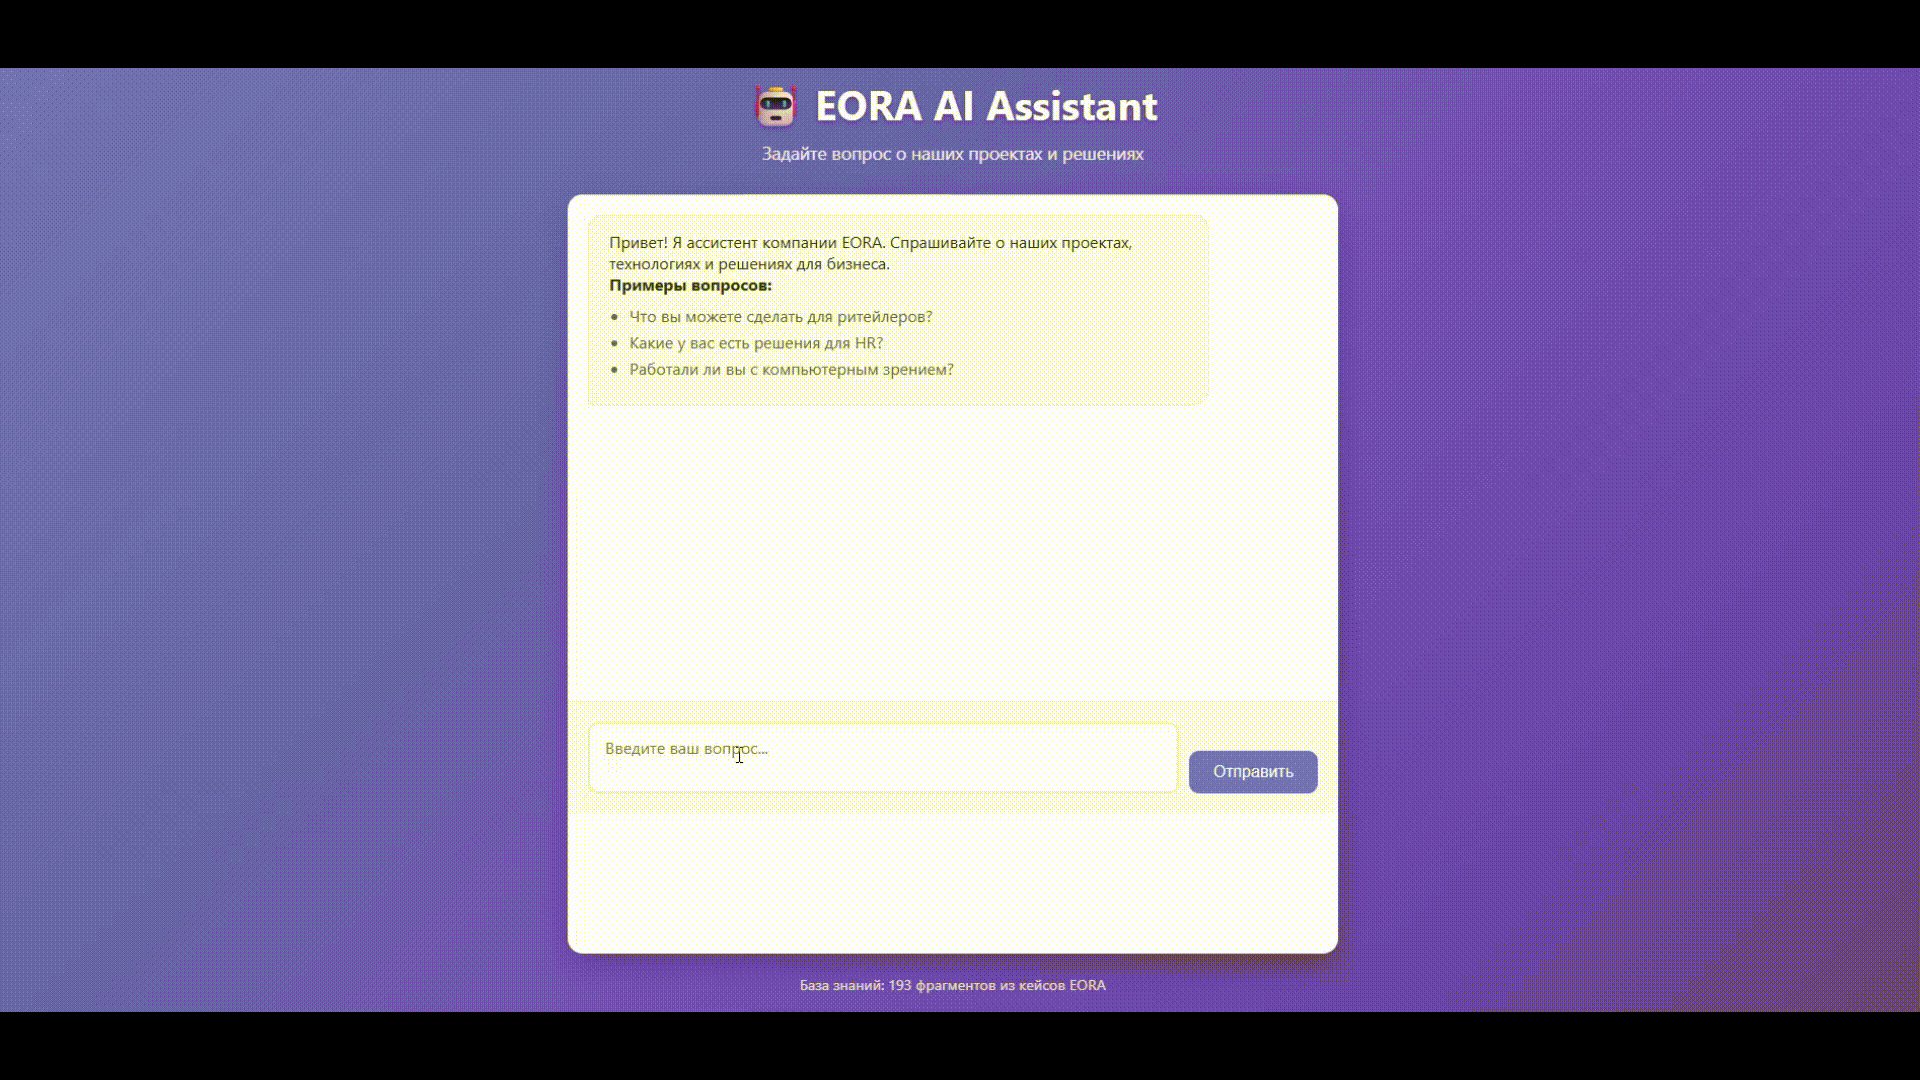 EORA AI Assistant
Задайте вопрос о наших проектах и решениях
Привет! Я ассистент компании EORA. Спрашивайте о наших проектах,
технологиях и решениях для бизнеса.
Примеры вопросов:
• Что вы можете сделать для ритейлеров?
• Какие у вас есть решения для HR?
• Работали ли вы с компьютерным зрением?
Введите ваш вопрос...
Отправить
База знаний: 193 фрагментов из кейсов EORA